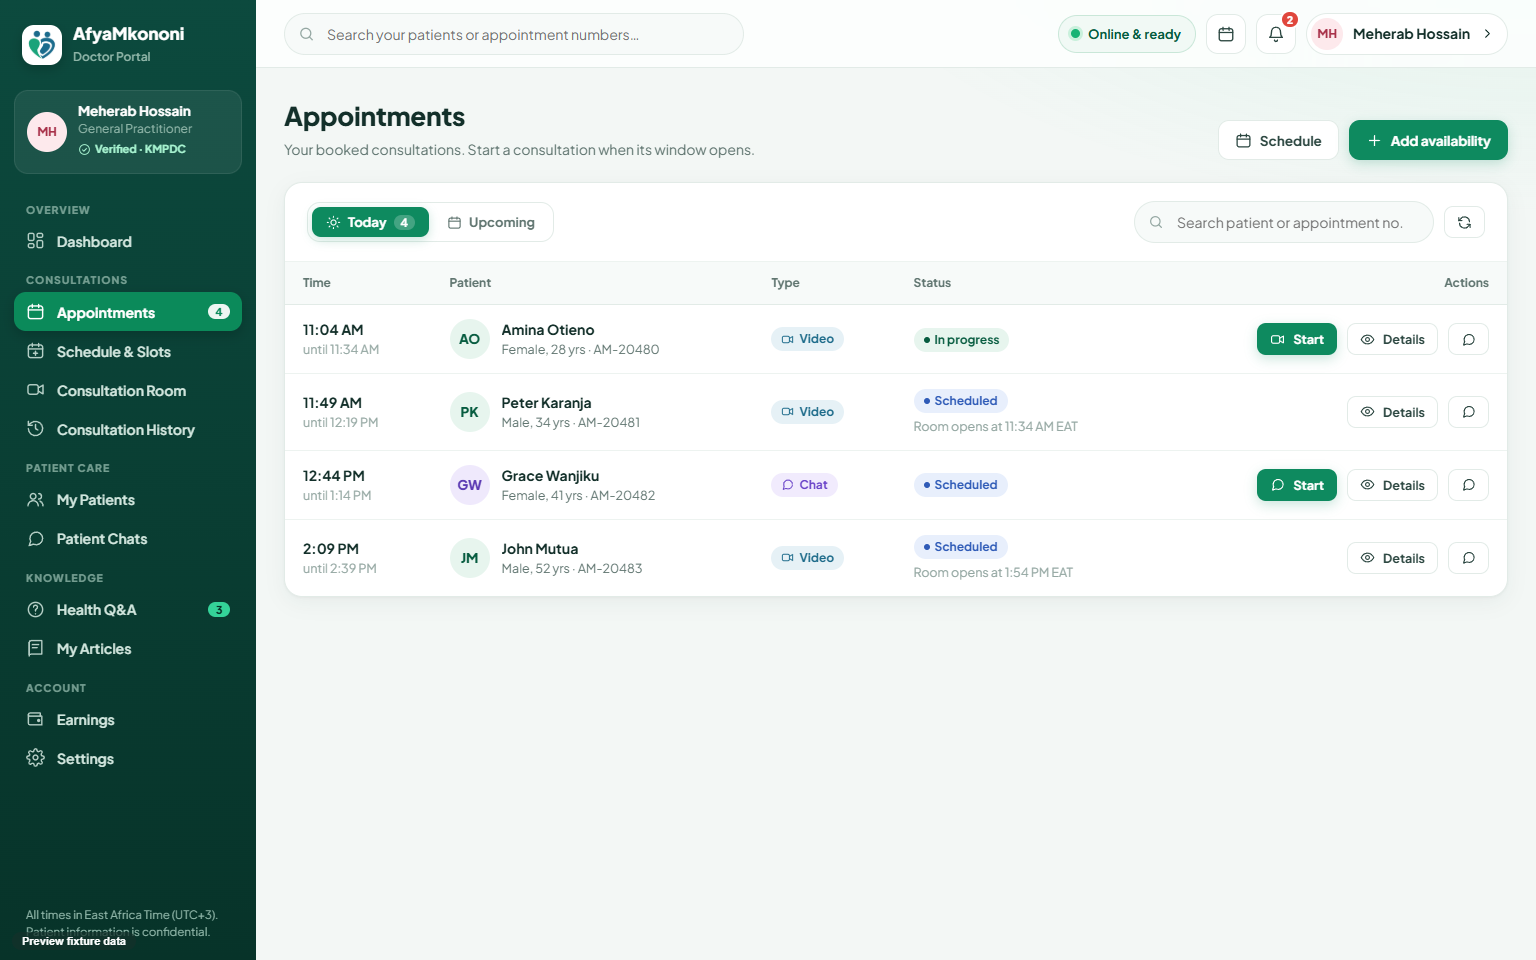 AfyaMkononi
Doctor Portal
Meherab Hossain
MH
General Practitioner
Verified · KMPDC
OVERVIEW
Dashboard
CONSULTATIONS
Appointments 4
Schedule & Slots
Consultation Room
Consultation History
PATIENT CARE
My Patients
Patient Chats
KNOWLEDGE
Health Q&A 3
My Articles
ACCOUNT
Earnings
Settings
All times in East Africa Time (UTC+3).
Patient information is confidential.
Preview fixture data
Search your patients or appointment numbers...
Online & ready
2
MH Meherab Hossain
Appointments
Your booked consultations. Start a consultation when its window opens.
Schedule
Add availability
Today 4
Upcoming
Search patient or appointment no.
Time Patient Type Status Actions
11:04 AM
until 11:34 AM
AO
Amina Otieno
Female, 28 yrs · AM-20480
Video
In progress
Start
Details
11:49 AM
until 12:19 PM
PK
Peter Karanja
Male, 34 yrs · AM-20481
Video
Scheduled
Room opens at 11:34 AM EAT
Details
12:44 PM
until 1:14 PM
GW
Grace Wanjiku
Female, 41 yrs · AM-20482
Chat
Scheduled
Start
Details
2:09 PM
until 2:39 PM
JM
John Mutua
Male, 52 yrs · AM-20483
Video
Scheduled
Room opens at 1:54 PM EAT
Details